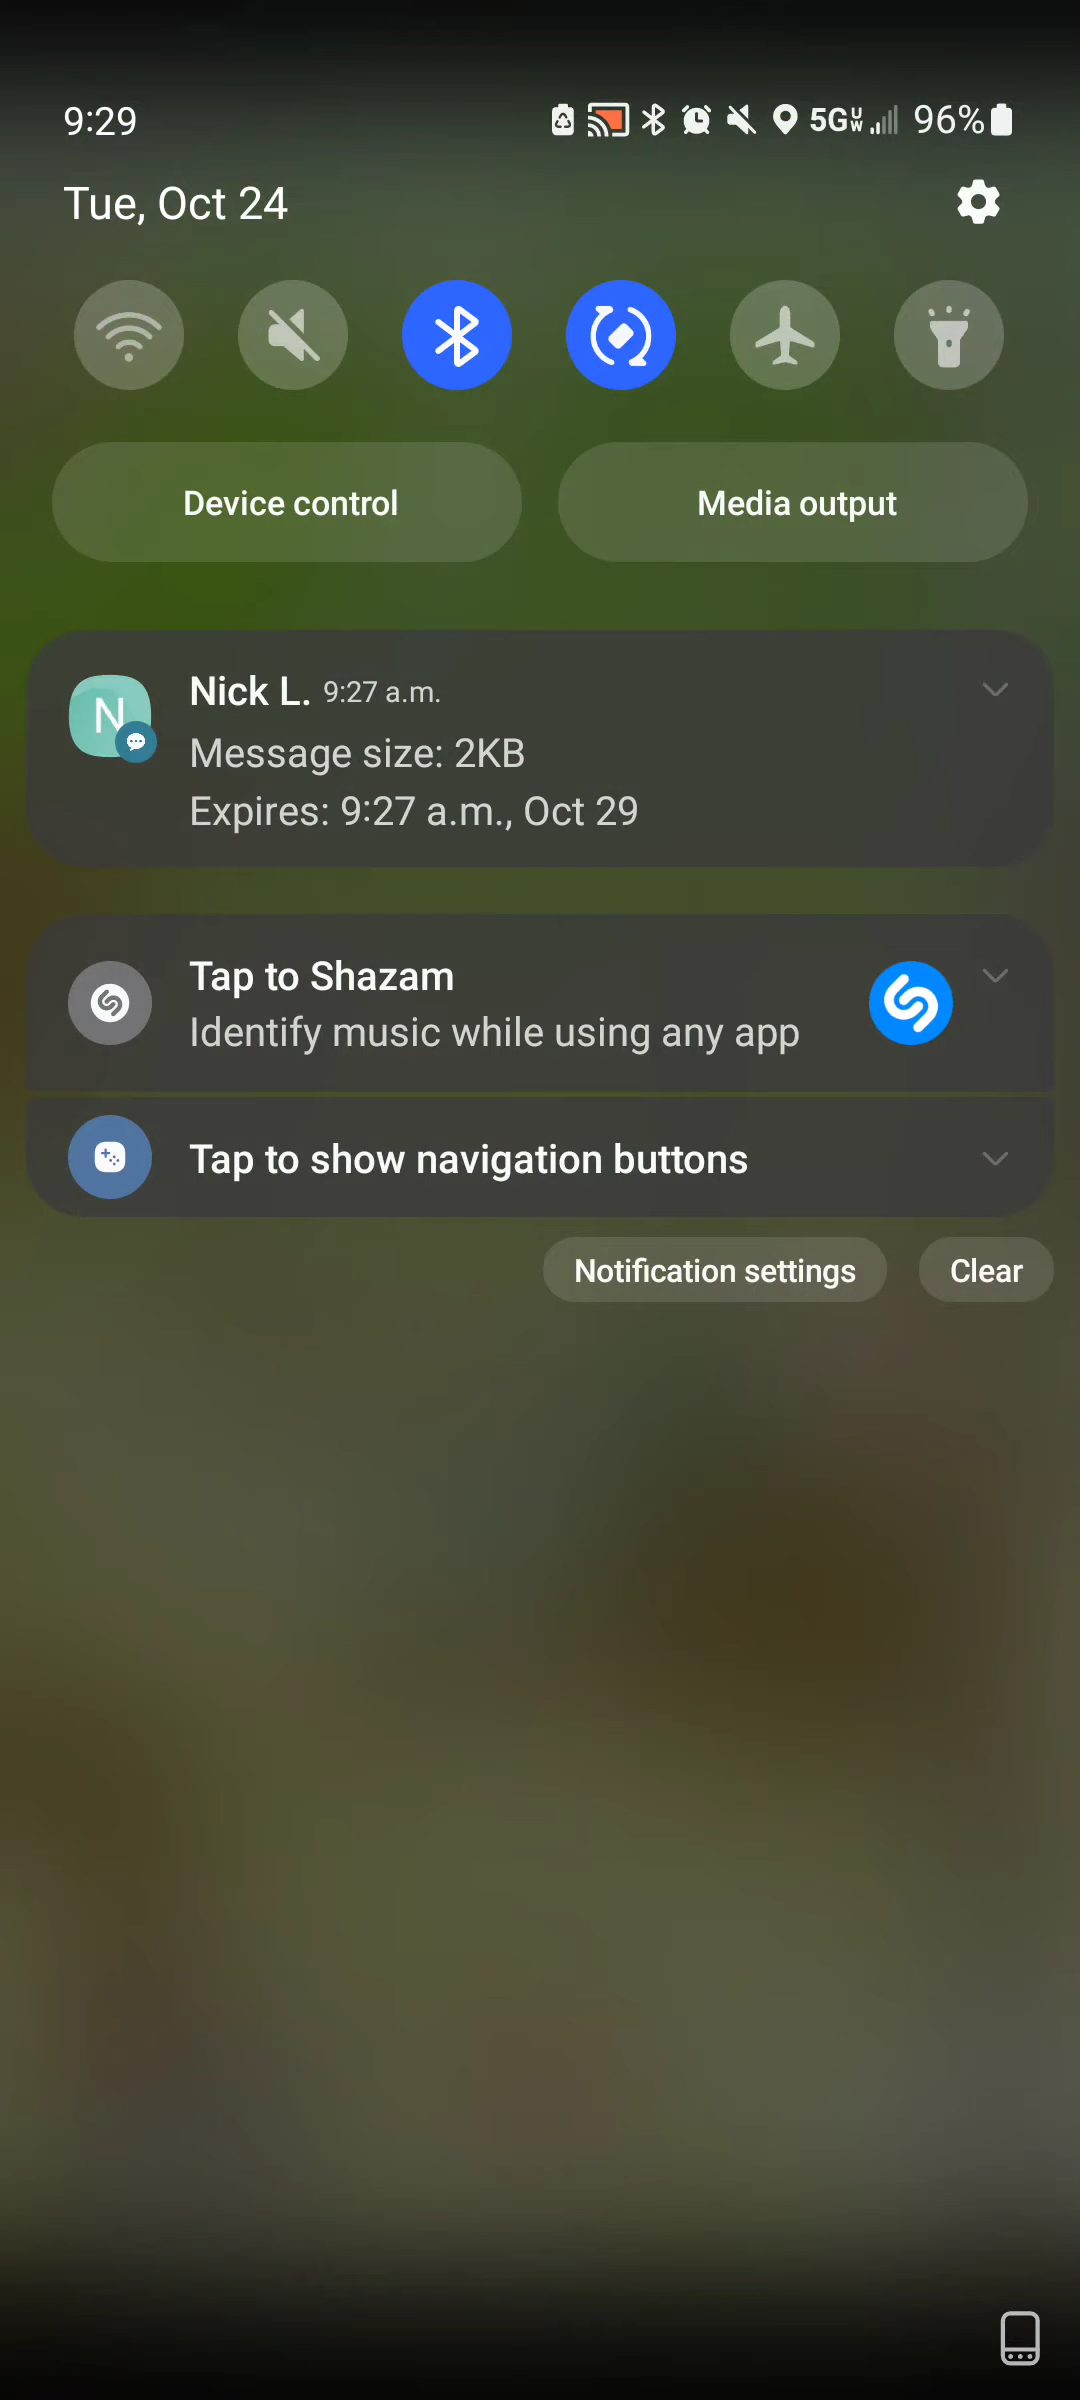 9:29
5G UW 96%
Tue, Oct 24
Device control
Media output
N
Nick L. 9:27 a.m.
Message size: 2KB
Expires: 9:27 a.m., Oct 29
Tap to Shazam
Identify music while using any app
Tap to show navigation buttons
Notification settings
Clear